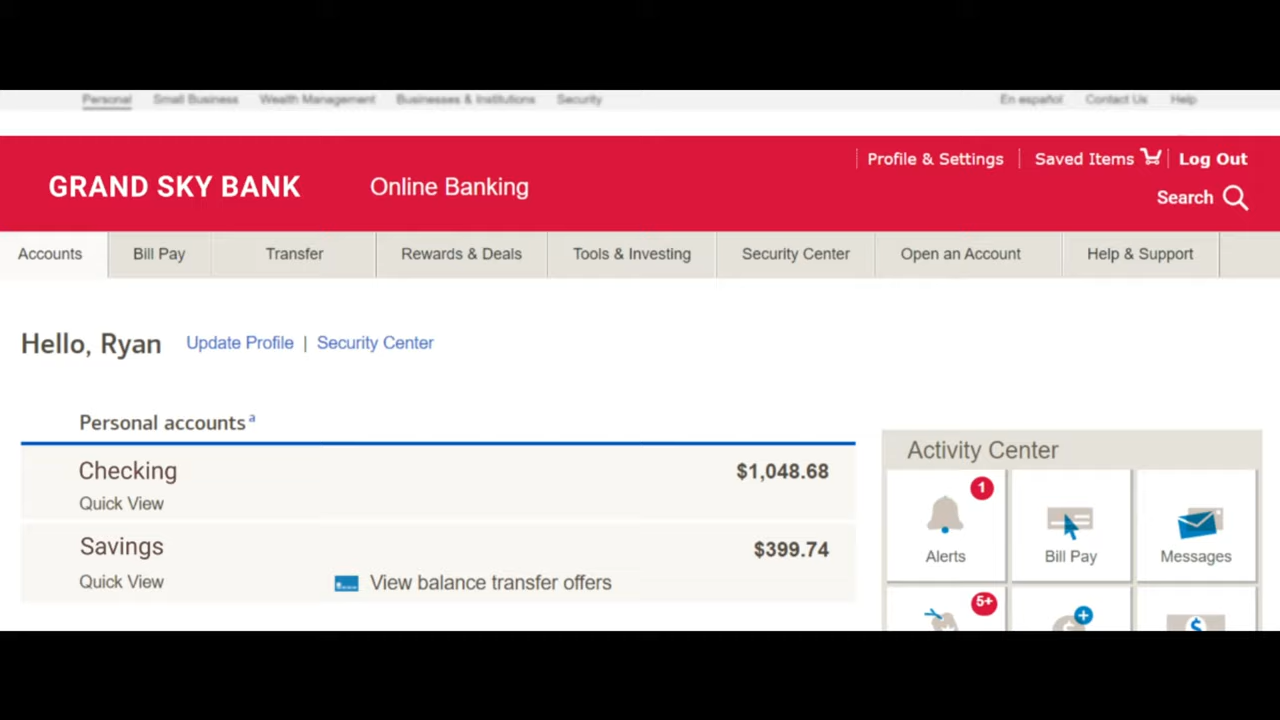 Personal Small Business Wealth Management Businesses & Institutions Security En español Contact Us Help
Profile & Settings Saved Items Log Out
GRAND SKY BANK Online Banking
Search
Accounts Bill Pay Transfer Rewards & Deals Tools & Investing Security Center Open an Account Help & Support
Hello, Ryan Update Profile | Security Center
Personal accounts a
Activity Center
Checking $1,048.68
1
Quick View
Savings $399.74
Alerts Bill Pay Messages
Quick View View balance transfer offers
5+